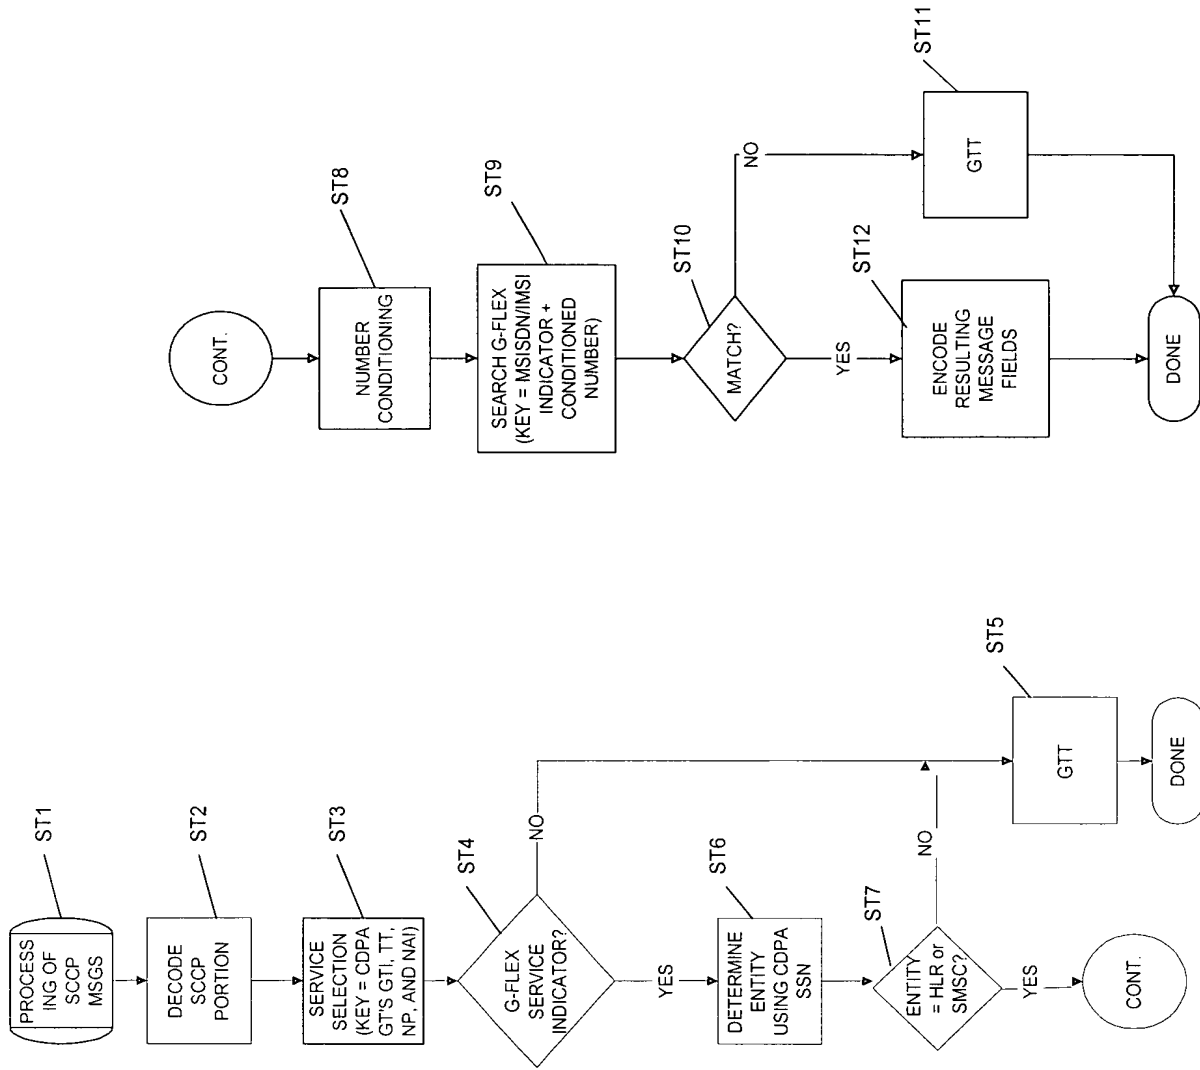 PROCESS
ING OF
SCCP
MSGS
ST1
DECODE
SCCP
PORTION
ST2
SERVICE
SELECTION
(KEY = CDPA
GT'S GTI, TT,
NP, AND NAI)
ST3
G-FLEX
SERVICE
INDICATOR?
ST4
NO
YES
DETERMINE
ENTITY
USING CDPA
SSN
ST6
ENTITY
= HLR or
SMSC?
ST7
NO
YES
CONT.
GTT
ST5
DONE
CONT.
NUMBER
CONDITIONING
ST8
SEARCH G-FLEX
(KEY = MSISDN/IMSI
INDICATOR +
CONDITIONED
NUMBER)
ST9
MATCH?
ST10
NO
YES
GTT
ST11
ENCODE
RESULTING
MESSAGE
FIELDS
ST12
DONE